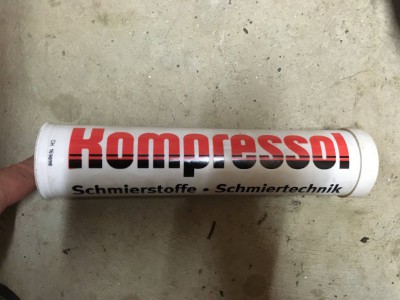 Kompressol
Schmierstoffe • Schmiertechnik